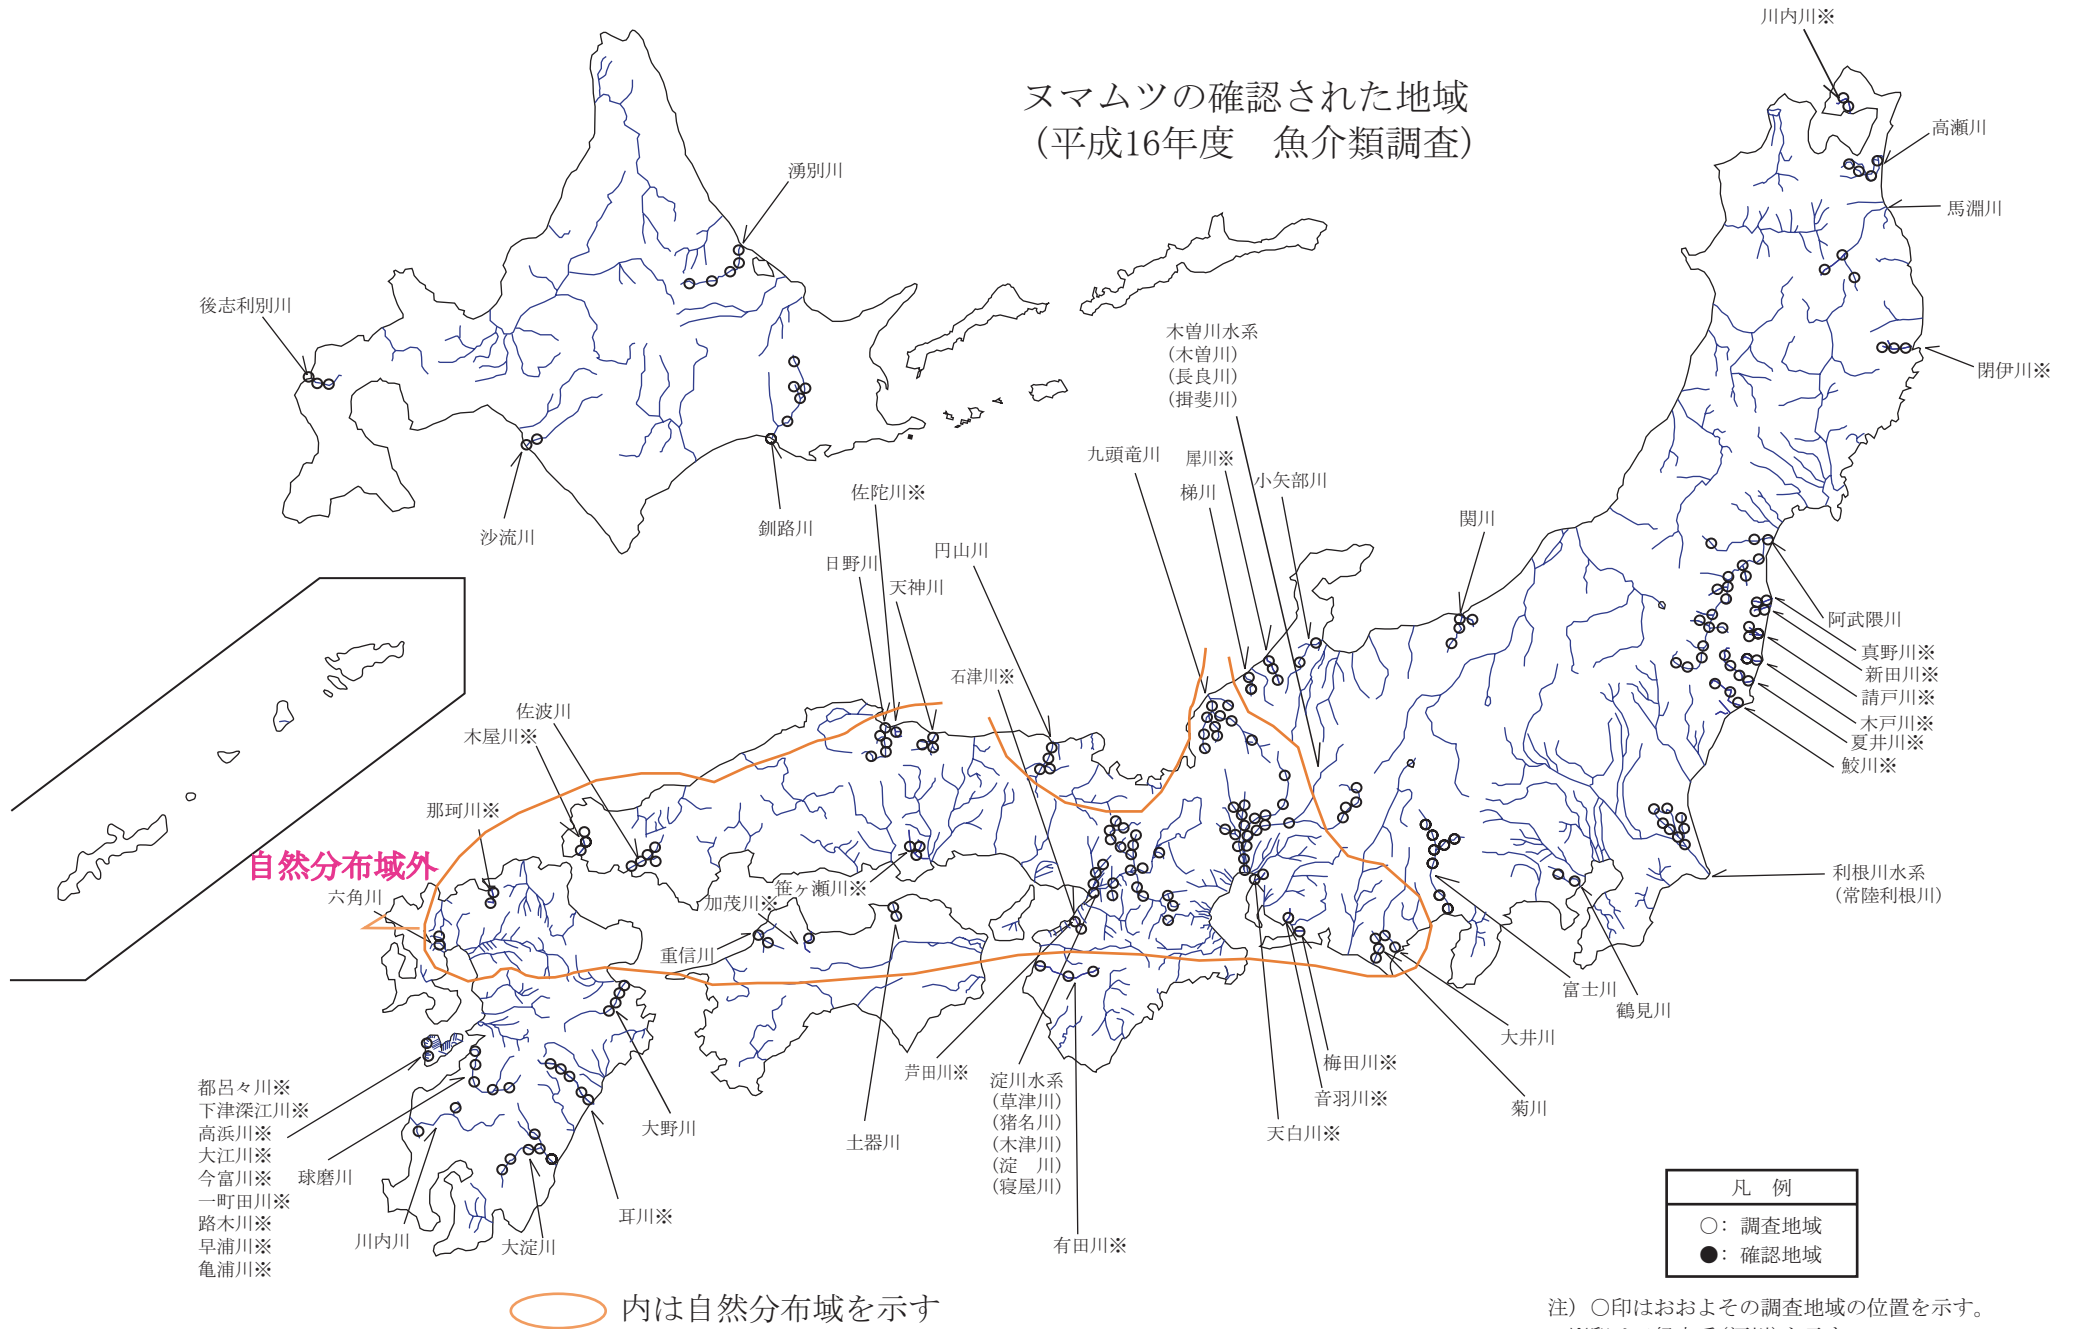 川内川※
ヌマムツの確認された地域
（平成16年度　魚介類調査）
高瀬川
湧別川
馬淵川
後志利別川
木曽川水系
（木曽川）
（長良川）
（揖斐川）
閉伊川※
九頭竜川
犀川※
小矢部川
梯川
佐陀川※
関川
沙流川
釧路川
円山川
日野川
天神川
阿武隈川
真野川※
新田川※
石津川※
請戸川※
佐波川
木戸川※
木屋川※
夏井川※
鮫川※
那珂川※
自然分布域外
利根川水系
（常陸利根川）
六角川
笹ヶ瀬川※
加茂川※
重信川
富士川
鶴見川
大井川
梅田川※
芦田川※
淀川水系
（草津川）
（猪名川）
（木津川）
（淀　川）
（寝屋川）
音羽川※
菊川
都呂々川※
下津深江川※
高浜川※
大江川※
今富川※
一町田川※
路木川※
早浦川※
亀浦川※
大野川
土器川
天白川※
球磨川
耳川※
川内川
大淀川
有田川※
凡　例
○：調査地域
●：確認地域
内は自然分布域を示す
注）○印はおおよその調査地域の位置を示す。